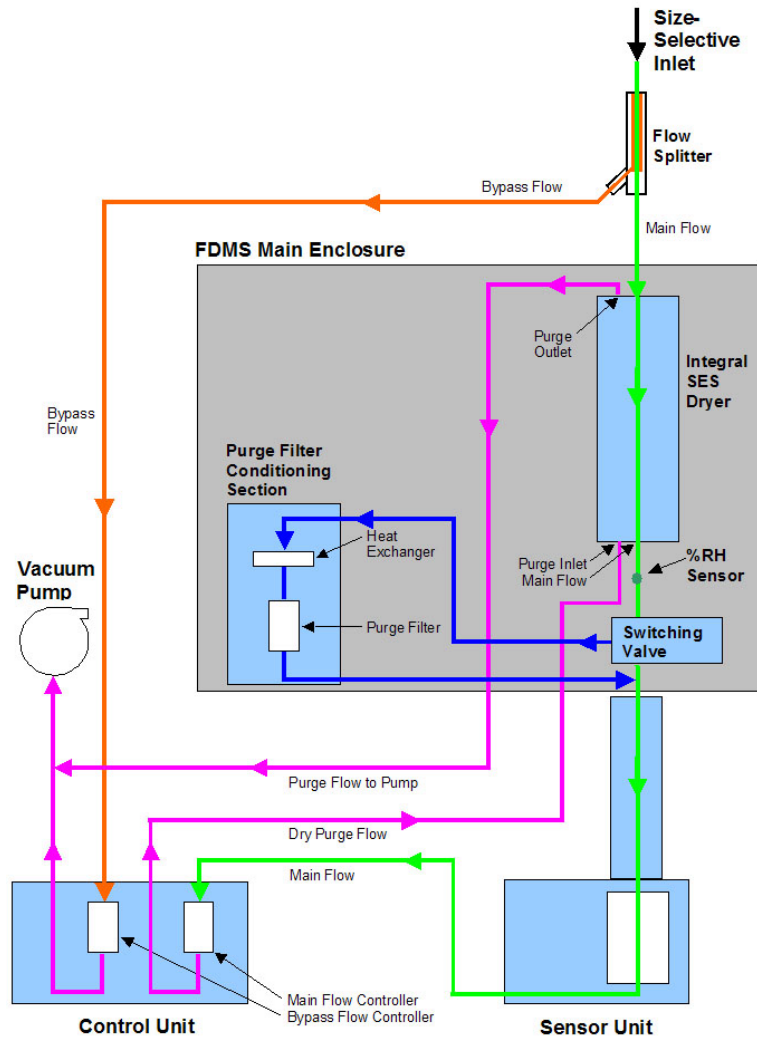 Size-
Selective
Inlet
Flow
Splitter
Bypass Flow
Main Flow
FDMS Main Enclosure
Purge
Outlet
Integral
SES
Dryer
Bypass
Flow
Purge Filter
Conditioning
Section
Heat
Exchanger
Purge Inlet
Main Flow
%RH
Sensor
Vacuum
Pump
Purge Filter
Switching
Valve
Purge Flow to Pump
Dry Purge Flow
Main Flow
Main Flow Controller
Bypass Flow Controller
Control Unit
Sensor Unit